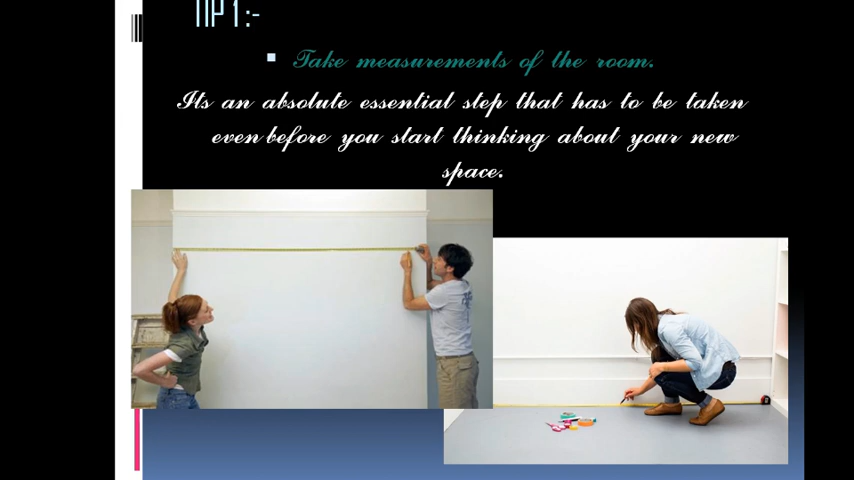 TIP 1:-
Take measurements of the room.
Its an absolute essential step that has to be taken
even before you start thinking about your new
space.